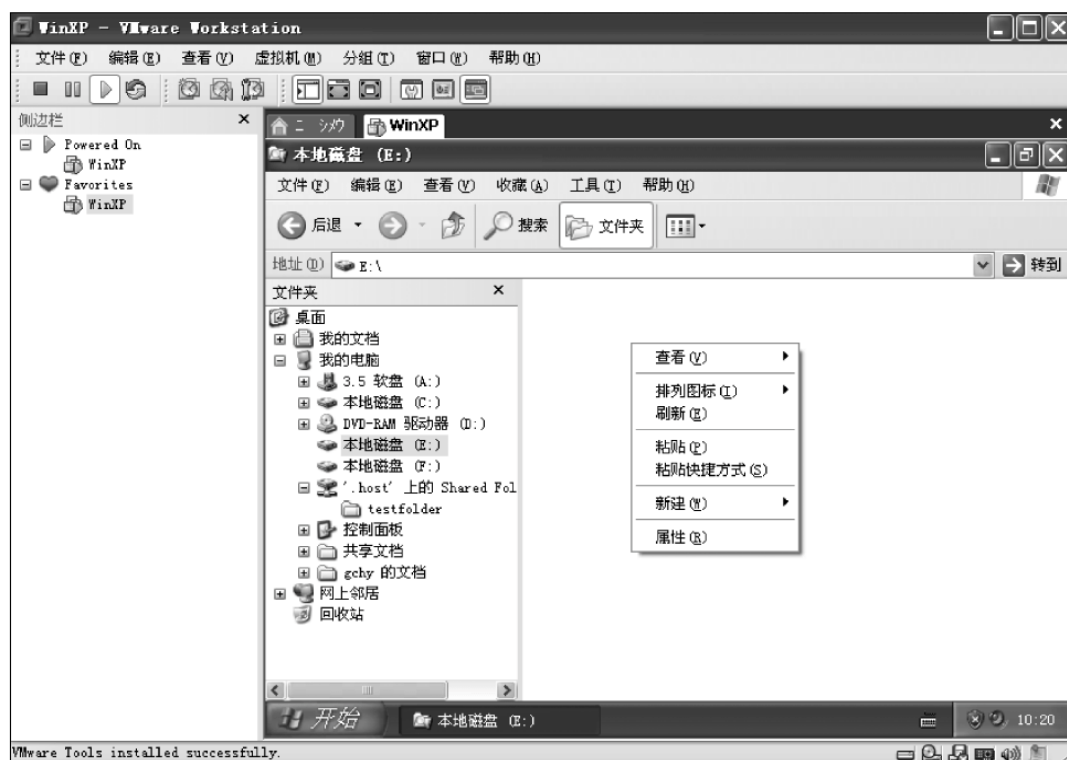 WinXP - VMware Workstation
文件(F) 编辑(E) 查看(V) 虚拟机(M) 分组(T) 窗口(W) 帮助(H)
侧边栏
Powered On
WinXP
Favorites
WinXP
WinXP
本地磁盘 (E:)
文件(F) 编辑(E) 查看(V) 收藏(A) 工具(T) 帮助(H)
后退 搜索 文件夹
地址(D) E:\ 转到
文件夹
桌面
我的文档
我的电脑
3.5 软盘 (A:)
本地磁盘 (C:)
DVD-RAM 驱动器 (D:)
本地磁盘 (E:)
本地磁盘 (F:)
'.host' 上的 Shared Fol
testfolder
控制面板
共享文档
gchy 的文档
网上邻居
回收站
查看(V)
排列图标(I)
刷新(E)
粘贴(P)
粘贴快捷方式(S)
新建(W)
属性(R)
开始 本地磁盘 (E:) 10:20
VMware Tools installed successfully.